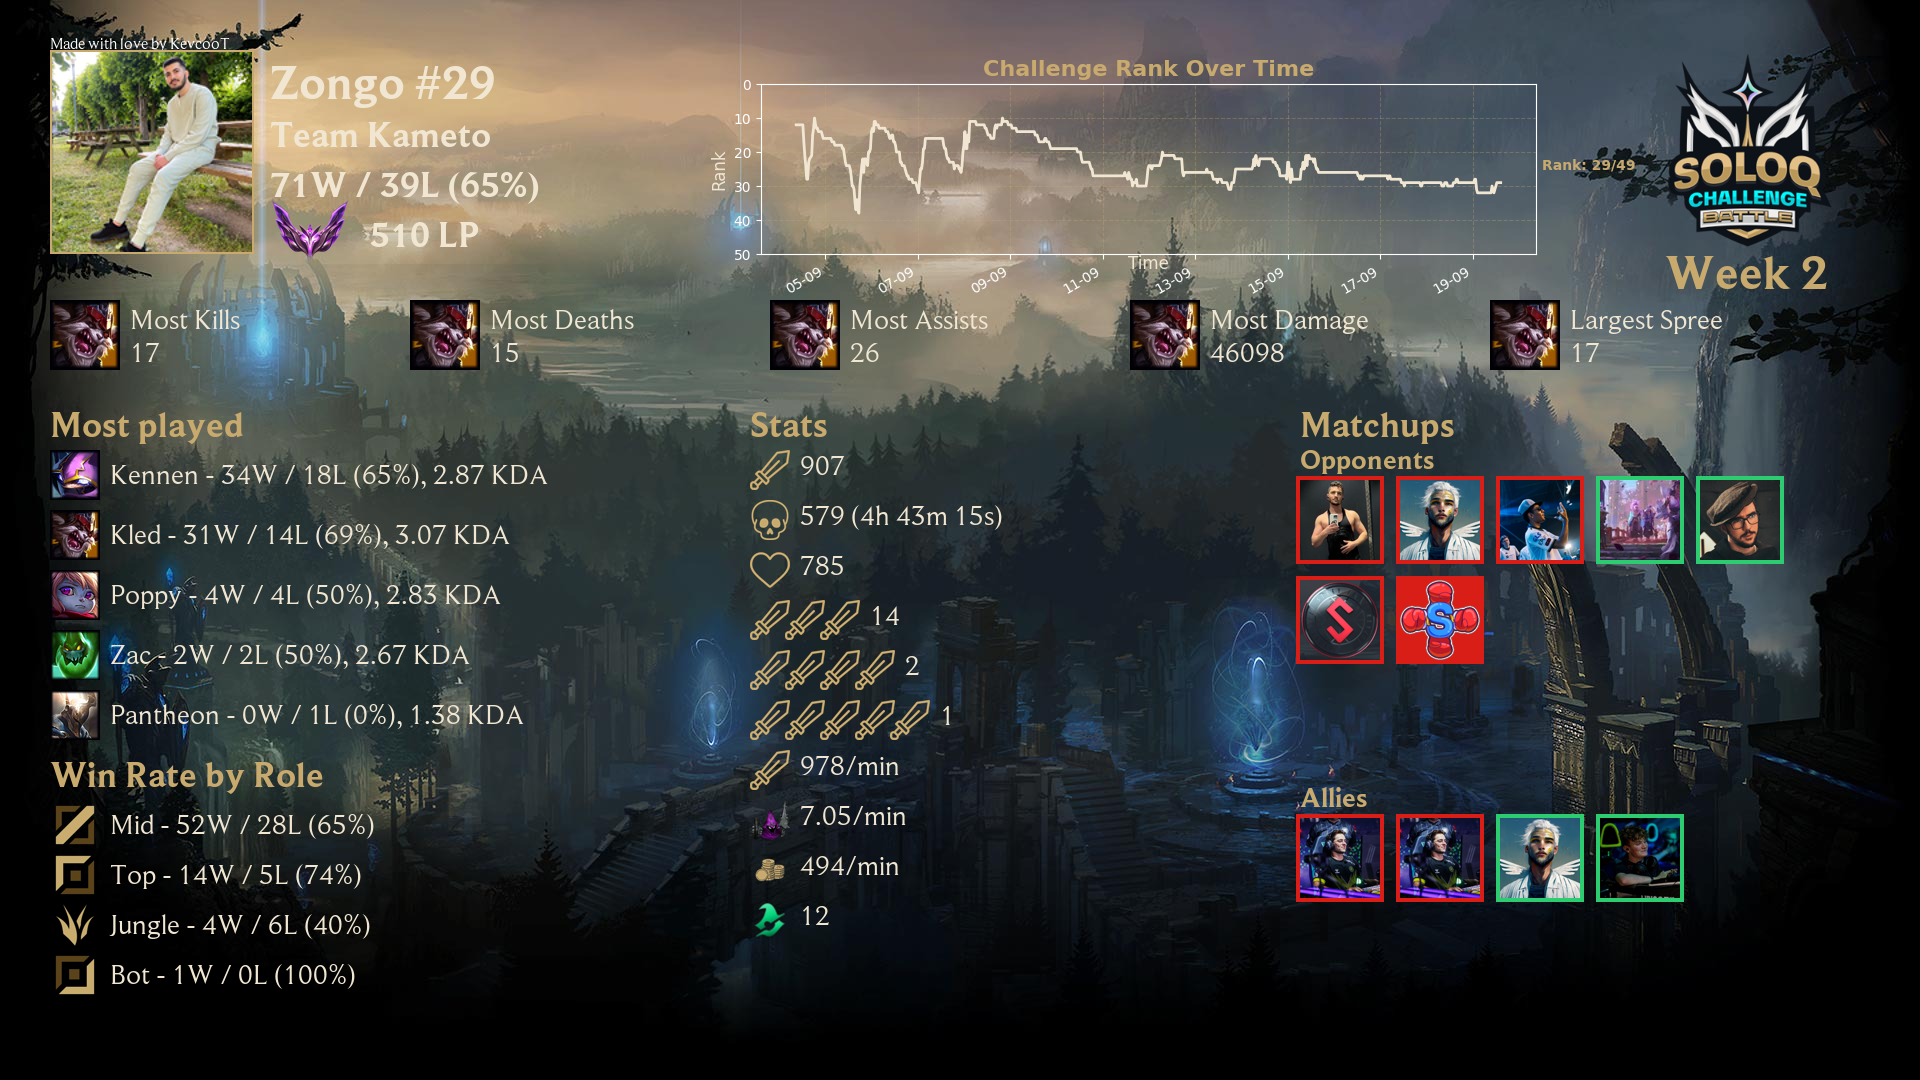 Made with love by KevcooT
Zongo #29
Team Kameto
71W / 39L (65%)
510 LP
Challenge Rank Over Time
Rank
0
10
20
30
40
50
05-09
07-09
09-09
11-09
13-09
15-09
17-09
19-09
Time
Rank: 29/49
SOLOQ
CHALLENGE
BATTLE
Week 2
Most Kills
17
Most Deaths
15
Most Assists
26
Most Damage
46098
Largest Spree
17
Most played
Kennen - 34W / 18L (65%), 2.87 KDA
Kled - 31W / 14L (69%), 3.07 KDA
Poppy - 4W / 4L (50%), 2.83 KDA
Zac - 2W / 2L (50%), 2.67 KDA
Pantheon - 0W / 1L (0%), 1.38 KDA
Win Rate by Role
Mid - 52W / 28L (65%)
Top - 14W / 5L (74%)
Jungle - 4W / 6L (40%)
Bot - 1W / 0L (100%)
Stats
907
579 (4h 43m 15s)
785
14
2
1
978/min
7.05/min
494/min
12
Matchups
Opponents
S
S
Allies